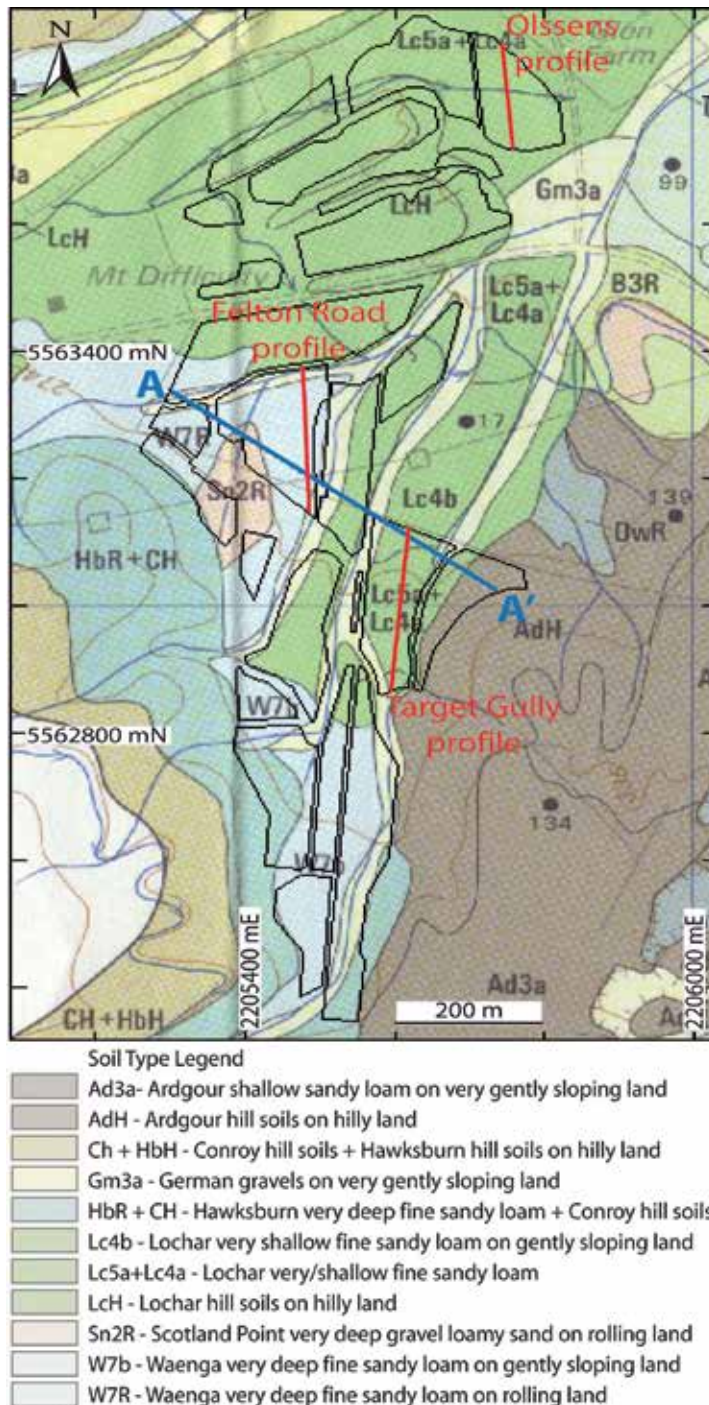 N
Lc5a + Lc4a
Olssens
profile
Farm
99
Gm3a
LcH
LcH
Mt Difficulty
Lc5a+
Lc4a
B3R
Felton Road
profile
5563400 mN
A
W7R
17
Sn2R
Lc4b
139
DwR
HbR + CH
A'
Lc5a+
Lc4a
AdH
W7b
Target Gully
profile
5562800 mN
134
W7b
2205400 mE
2206000 mE
Ad3a
200 m
CH + HbH
Soil Type Legend
Ad3a- Ardgour shallow sandy loam on very gently sloping land
AdH - Ardgour hill soils on hilly land
Ch + HbH - Conroy hill soils + Hawksburn hill soils on hilly land
Gm3a - German gravels on very gently sloping land
HbR + CH - Hawksburn very deep fine sandy loam + Conroy hill soils
Lc4b - Lochar very shallow fine sandy loam on gently sloping land
Lc5a+Lc4a - Lochar very/shallow fine sandy loam
LcH - Lochar hill soils on hilly land
Sn2R - Scotland Point very deep gravel loamy sand on rolling land
W7b - Waenga very deep fine sandy loam on gently sloping land
W7R - Waenga very deep fine sandy loam on rolling land